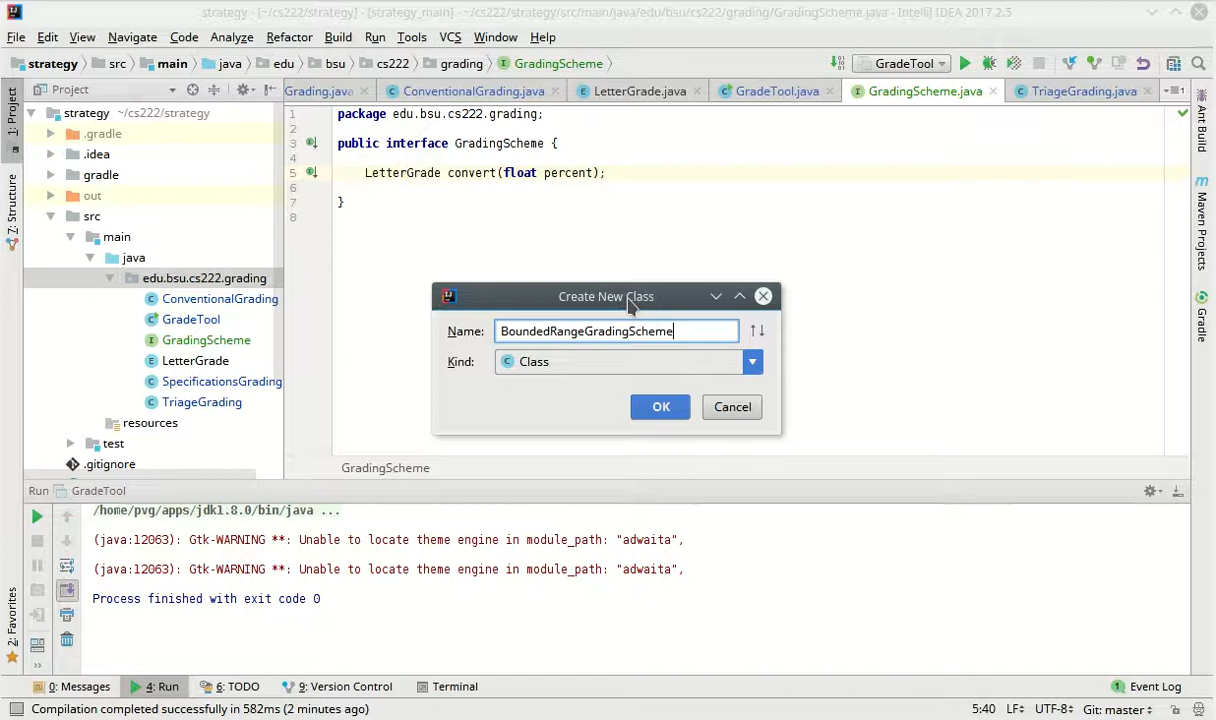 strategy - [~/cs222/strategy] - [strategy_main] - ~/cs222/strategy/src/main/java/edu/bsu/cs222/grading/GradingScheme.java - IntelliJ IDEA 2017.2.5
File Edit View Navigate Code Analyze Refactor Build Run Tools VCS Window Help
strategy src main java edu bsu cs222 grading GradingScheme GradeTool
1: Project
Project
Grading.java ConventionalGrading.java LetterGrade.java GradeTool.java GradingScheme.java TriageGrading.java
strategy ~/cs222/strategy
.gradle
.idea
gradle
out
src
main
java
edu.bsu.cs222.grading
ConventionalGrading
GradeTool
GradingScheme
LetterGrade
SpecificationsGrading
TriageGrading
resources
test
.gitignore
7: Structure
2: Favorites
1 package edu.bsu.cs222.grading;
2
3 public interface GradingScheme {
4
5 LetterGrade convert(float percent);
6
7 }
8
Create New Class
Name: BoundedRangeGradingScheme
Kind: Class
OK Cancel
GradingScheme
Ant Build
Maven Projects
Gradle
Run GradeTool
/home/pvg/apps/jdk1.8.0/bin/java ...
(java:12063): Gtk-WARNING **: Unable to locate theme engine in module_path: "adwaita",
(java:12063): Gtk-WARNING **: Unable to locate theme engine in module_path: "adwaita",
Process finished with exit code 0
0: Messages 4: Run 6: TODO 9: Version Control Terminal 1 Event Log
Compilation completed successfully in 582ms (2 minutes ago) 5:40 LF UTF-8 Git: master